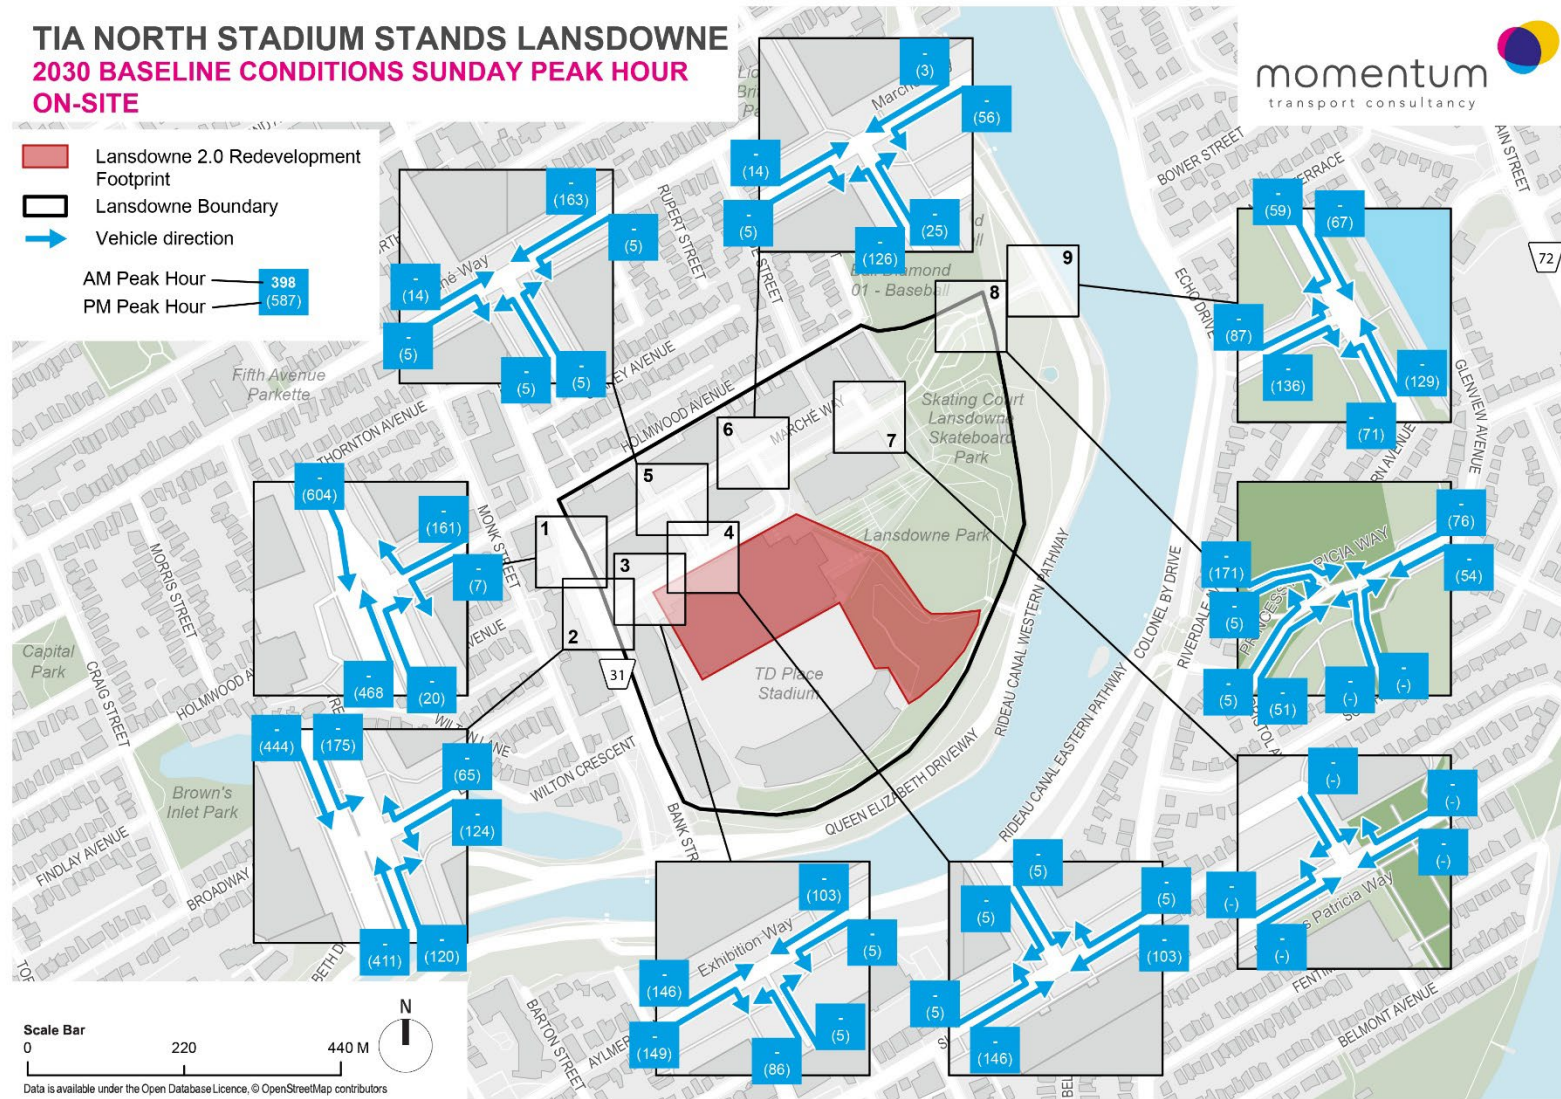 TIA NORTH STADIUM STANDS LANSDOWNE
2030 BASELINE CONDITIONS SUNDAY PEAK HOUR
ON-SITE
momentum
transport consultancy
Lansdowne 2.0 Redevelopment
Footprint
Lansdowne Boundary
Vehicle direction
AM Peak Hour
398
PM Peak Hour
(587)
-
(163)
-
(5)
-
(14)
-
(5)
-
(5)
-
(5)
-
(3)
-
(56)
-
(14)
-
(5)
-
(126)
-
(25)
-
(59)
-
(67)
-
(87)
-
(136)
-
(129)
-
(71)
-
(604)
-
(161)
-
(7)
-
(468
-
(20)
-
(76)
-
(54)
-
(171)
-
(5)
-
(5)
-
(51)
-
(-)
-
(-)
-
(444)
-
(175)
-
(65)
-
(124)
-
(411)
-
(120)
-
(103)
-
(5)
-
(146)
-
(149)
-
(86)
-
(5)
-
(5)
-
(5)
-
(5)
-
(103)
-
(5)
-
(146)
-
(-)
-
(-)
-
(-)
-
(-)
-
(-)
1
2
3
4
5
6
7
8
9
31
72
Fifth Avenue
Parkette
THORNTON AVENUE
RUPERT STREET
HOLMWOOD AVENUE
MARCHÉ WAY
01 - Baseball
Skating Court
Lansdowne
Skateboard
Park
Lansdowne Park
TD Place
Stadium
MONK STREET
MORRIS STREET
CRAIG STREET
Capital
Park
Brown's
Inlet Park
FINDLAY AVENUE
BROADWAY
WILTON CRESCENT
QUEEN ELIZABETH DRIVEWAY
RIDEAU CANAL WESTERN PATHWAY
RIDEAU CANAL EASTERN PATHWAY
COLONEL BY DRIVE
ECHO DRIVE
BOWER STREET
GLENVIEW AVENUE
Exhibition Way
BARTON STREET
BELMONT AVENUE
Scale Bar
0
220
440 M
N
Data is available under the Open Database Licence, © OpenStreetMap contributors